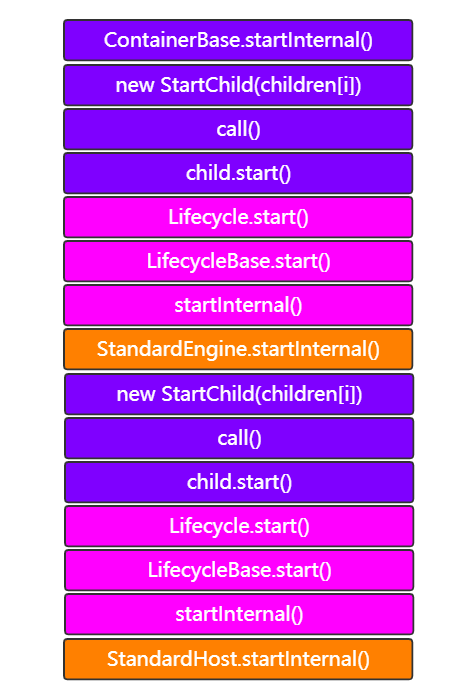 ContainerBase.startInternal()
new StartChild(children[i])
call()
child.start()
Lifecycle.start()
LifecycleBase.start()
startInternal()
StandardEngine.startInternal()
new StartChild(children[i])
call()
child.start()
Lifecycle.start()
LifecycleBase.start()
startInternal()
StandardHost.startInternal()